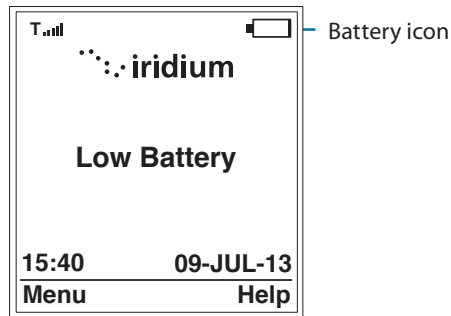 T
Battery icon
iridium
Low Battery
15:40 09-JUL-13
Menu Help